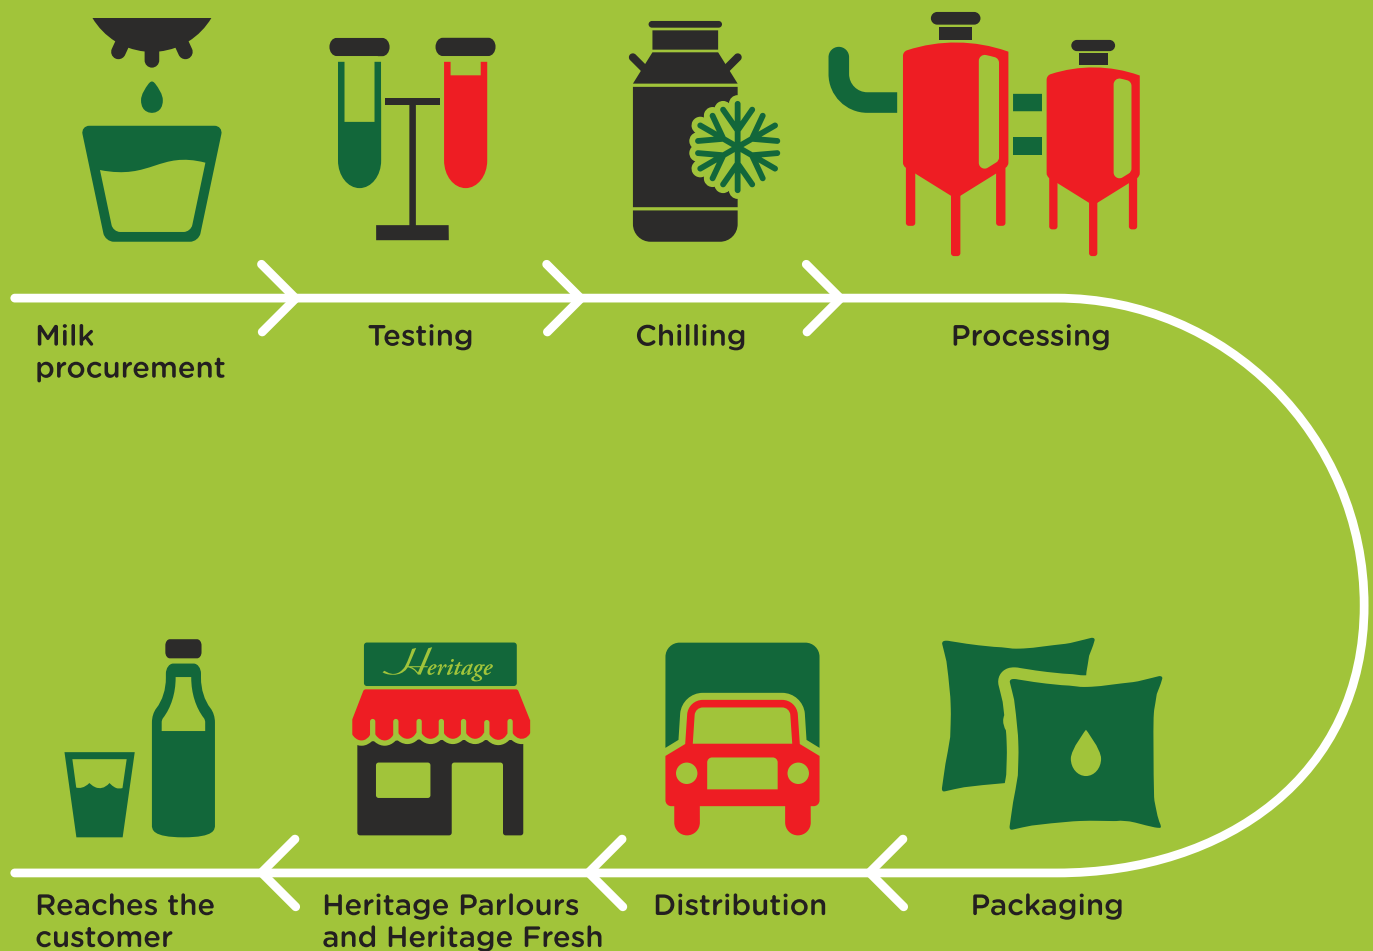 Milk
procurement
Testing
Chilling
Processing
Heritage
Reaches the
customer
Heritage Parlours
and Heritage Fresh
Distribution
Packaging